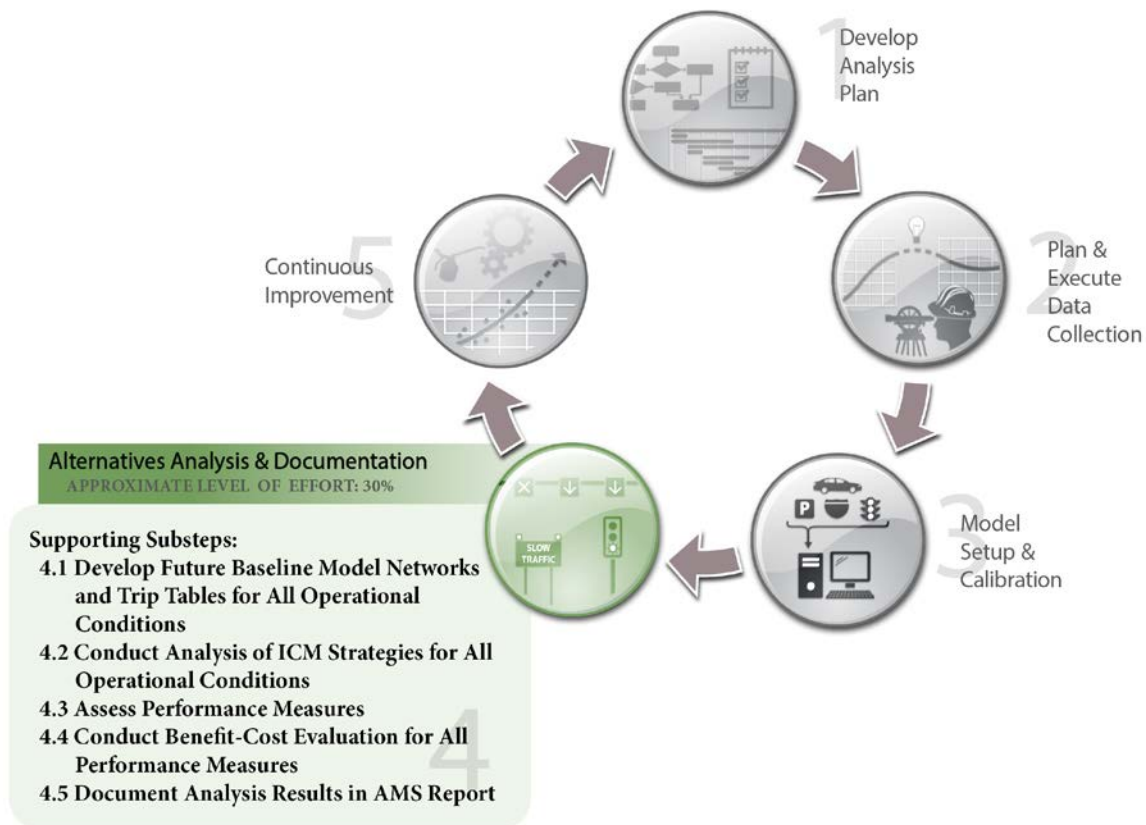 1
Develop
Analysis
Plan
2
Plan &
Execute
Data
Collection
3
Model
Setup &
Calibration
P
SLOW
TRAFFIC
Alternatives Analysis & Documentation
APPROXIMATE LEVEL OF EFFORT: 30%
Supporting Substeps:
4.1 Develop Future Baseline Model Networks
and Trip Tables for All Operational
Conditions
4.2 Conduct Analysis of ICM Strategies for All
Operational Conditions
4.3 Assess Performance Measures
4.4 Conduct Benefit-Cost Evaluation for All
Performance Measures
4.5 Document Analysis Results in AMS Report
4
5
Continuous
Improvement